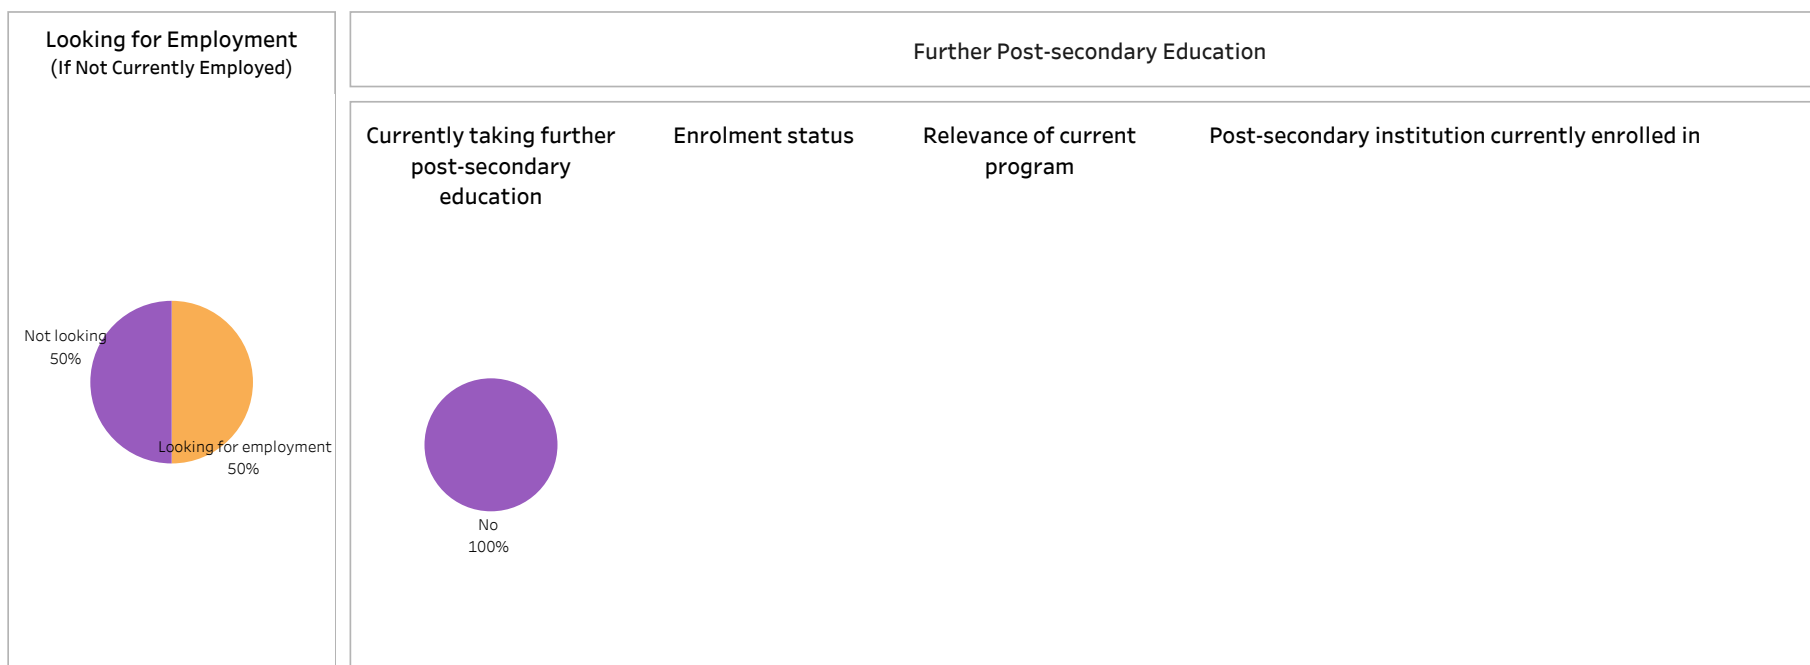 Looking for Employment
(If Not Currently Employed)
Not looking
50%
Looking for employment
50%
Further Post-secondary Education
Currently taking further
post-secondary
education
No
100%
Enrolment status
Relevance of current
program
Post-secondary institution currently enrolled in